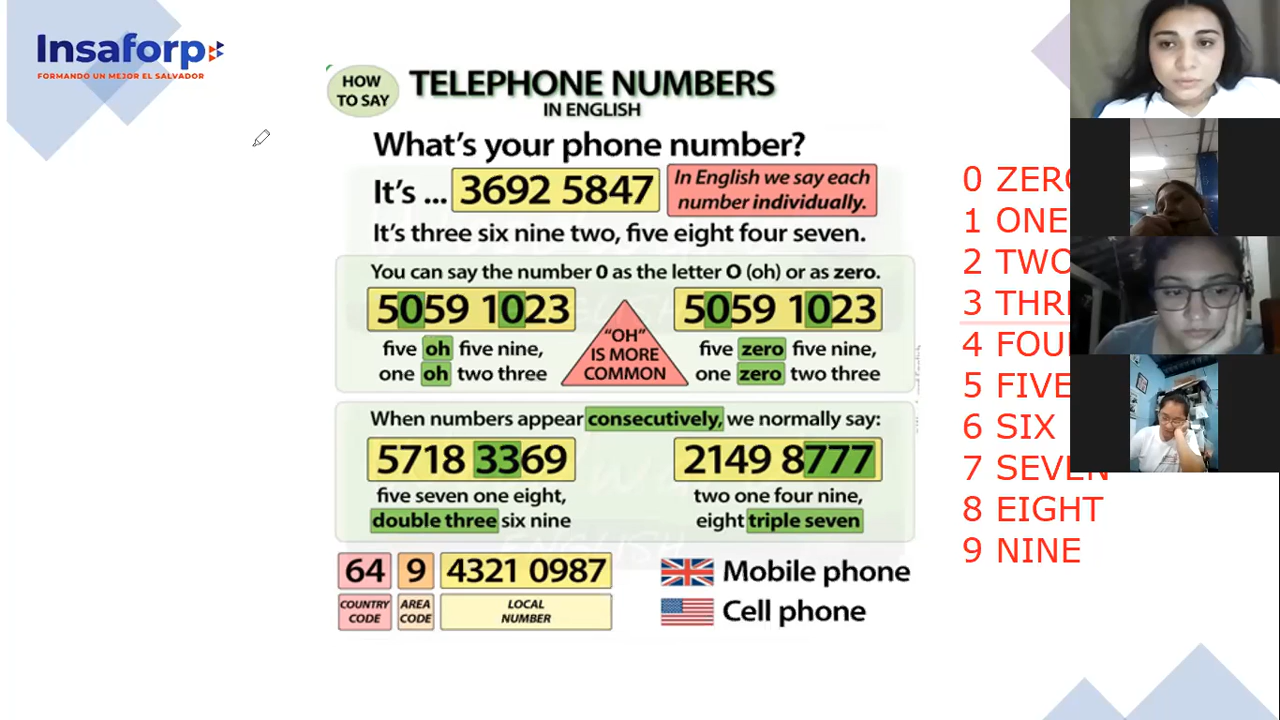 Insaforp
FORMANDO UN MEJOR EL SALVADOR
HOW
TO SAY
TELEPHONE NUMBERS
IN ENGLISH
What's your phone number?
It's ... 3692 5847
In English we say each
number individually.
It's three six nine two, five eight four seven.
You can say the number 0 as the letter O (oh) or as zero.
5059 1023
five oh five nine,
one oh two three
"OH"
IS MORE
COMMON
5059 1023
five zero five nine,
one zero two three
When numbers appear consecutively, we normally say:
5718 3369
five seven one eight,
double three six nine
2149 8777
two one four nine,
eight triple seven
64 9 4321 0987
COUNTRY
CODE
AREA
CODE
LOCAL
NUMBER
Mobile phone
Cell phone
0 ZERO
1 ONE
2 TWO
3 THRE
4 FOUR
5 FIVE
6 SIX
7 SEVEN
8 EIGHT
9 NINE